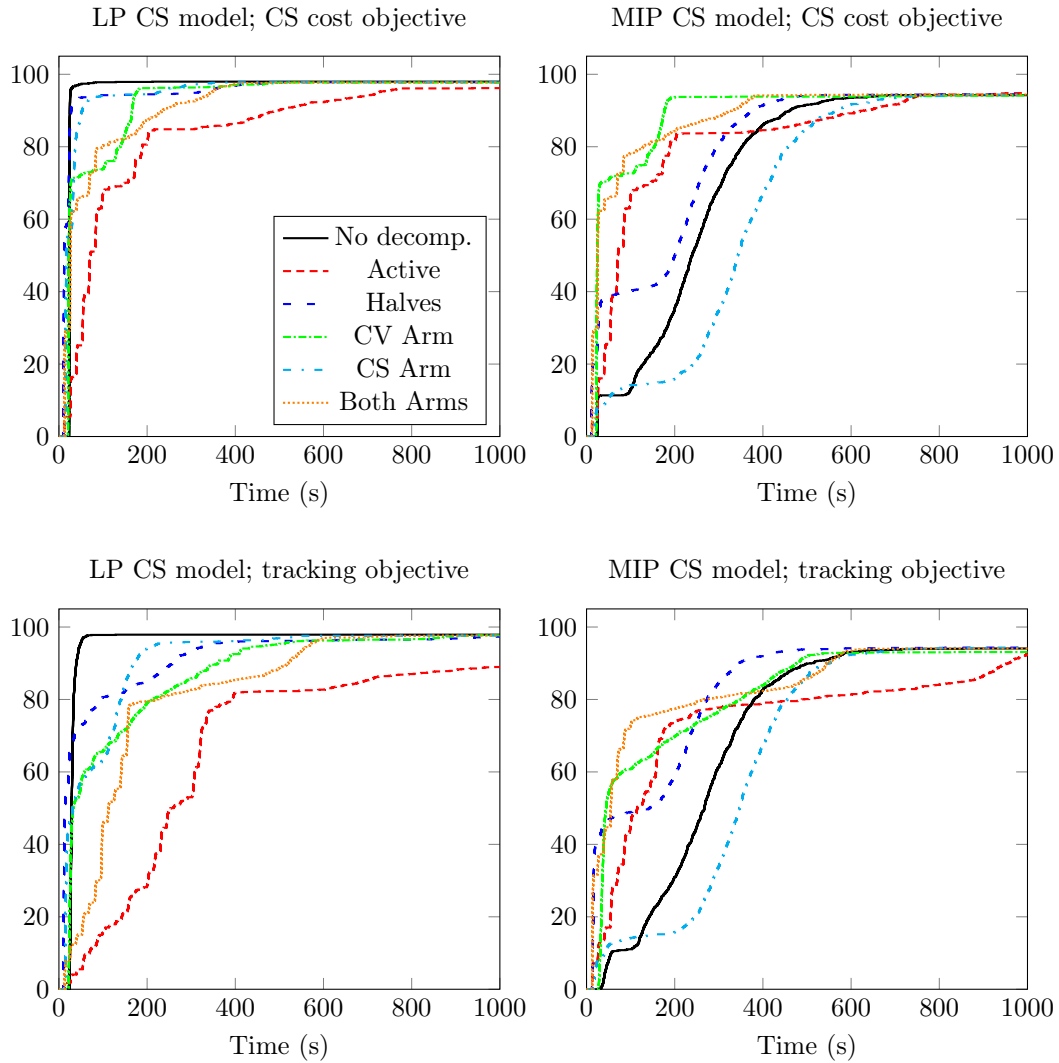 LP CS model; CS cost objective
MIP CS model; CS cost objective
100
80
60
40
20
0
No decomp.
Active
Halves
CV Arm
CS Arm
Both Arms
0 200 400 600 800 1000
Time (s)
100
80
60
40
20
0
0 200 400 600 800 1000
Time (s)
LP CS model; tracking objective
MIP CS model; tracking objective
100
80
60
40
20
0
0 200 400 600 800 1000
Time (s)
100
80
60
40
20
0
0 200 400 600 800 1000
Time (s)